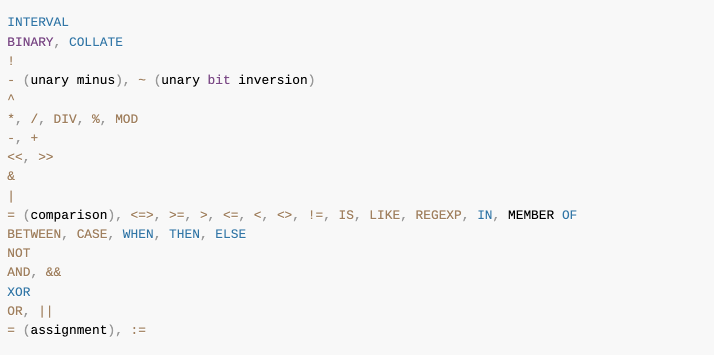 INTERVAL
BINARY, COLLATE
!
- (unary minus), ~ (unary bit inversion)
^
*, /, DIV, %, MOD
-, +
<<, >>
&
|
= (comparison), <=>, >=, >, <=, <, <>, !=, IS, LIKE, REGEXP, IN, MEMBER OF
BETWEEN, CASE, WHEN, THEN, ELSE
NOT
AND, &&
XOR
OR, ||
= (assignment), :=